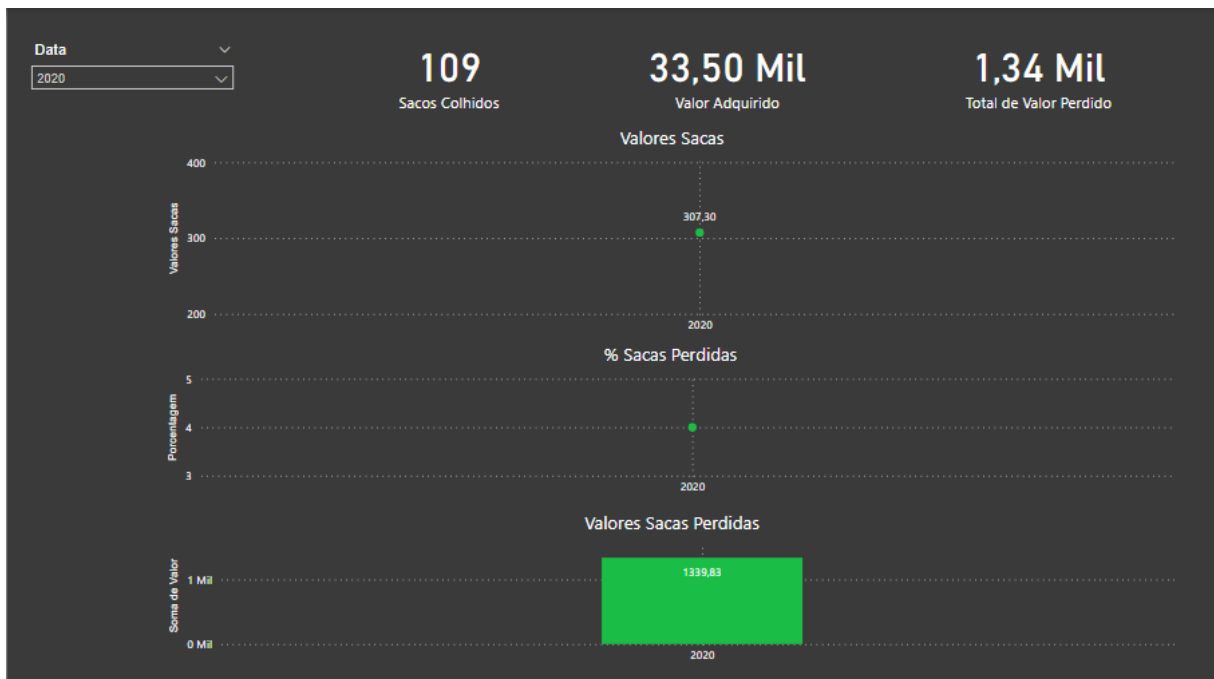 Data
2020
109
Sacos Colhidos
33,50 Mil
Valor Adquirido
1,34 Mil
Total de Valor Perdido
Valores Sacas
Valores Sacas
400
300
200
307,30
2020
% Sacas Perdidas
Porcentagem
5
4
3
2020
Valores Sacas Perdidas
Soma de Valor
1 Mil
0 Mil
1339,83
2020